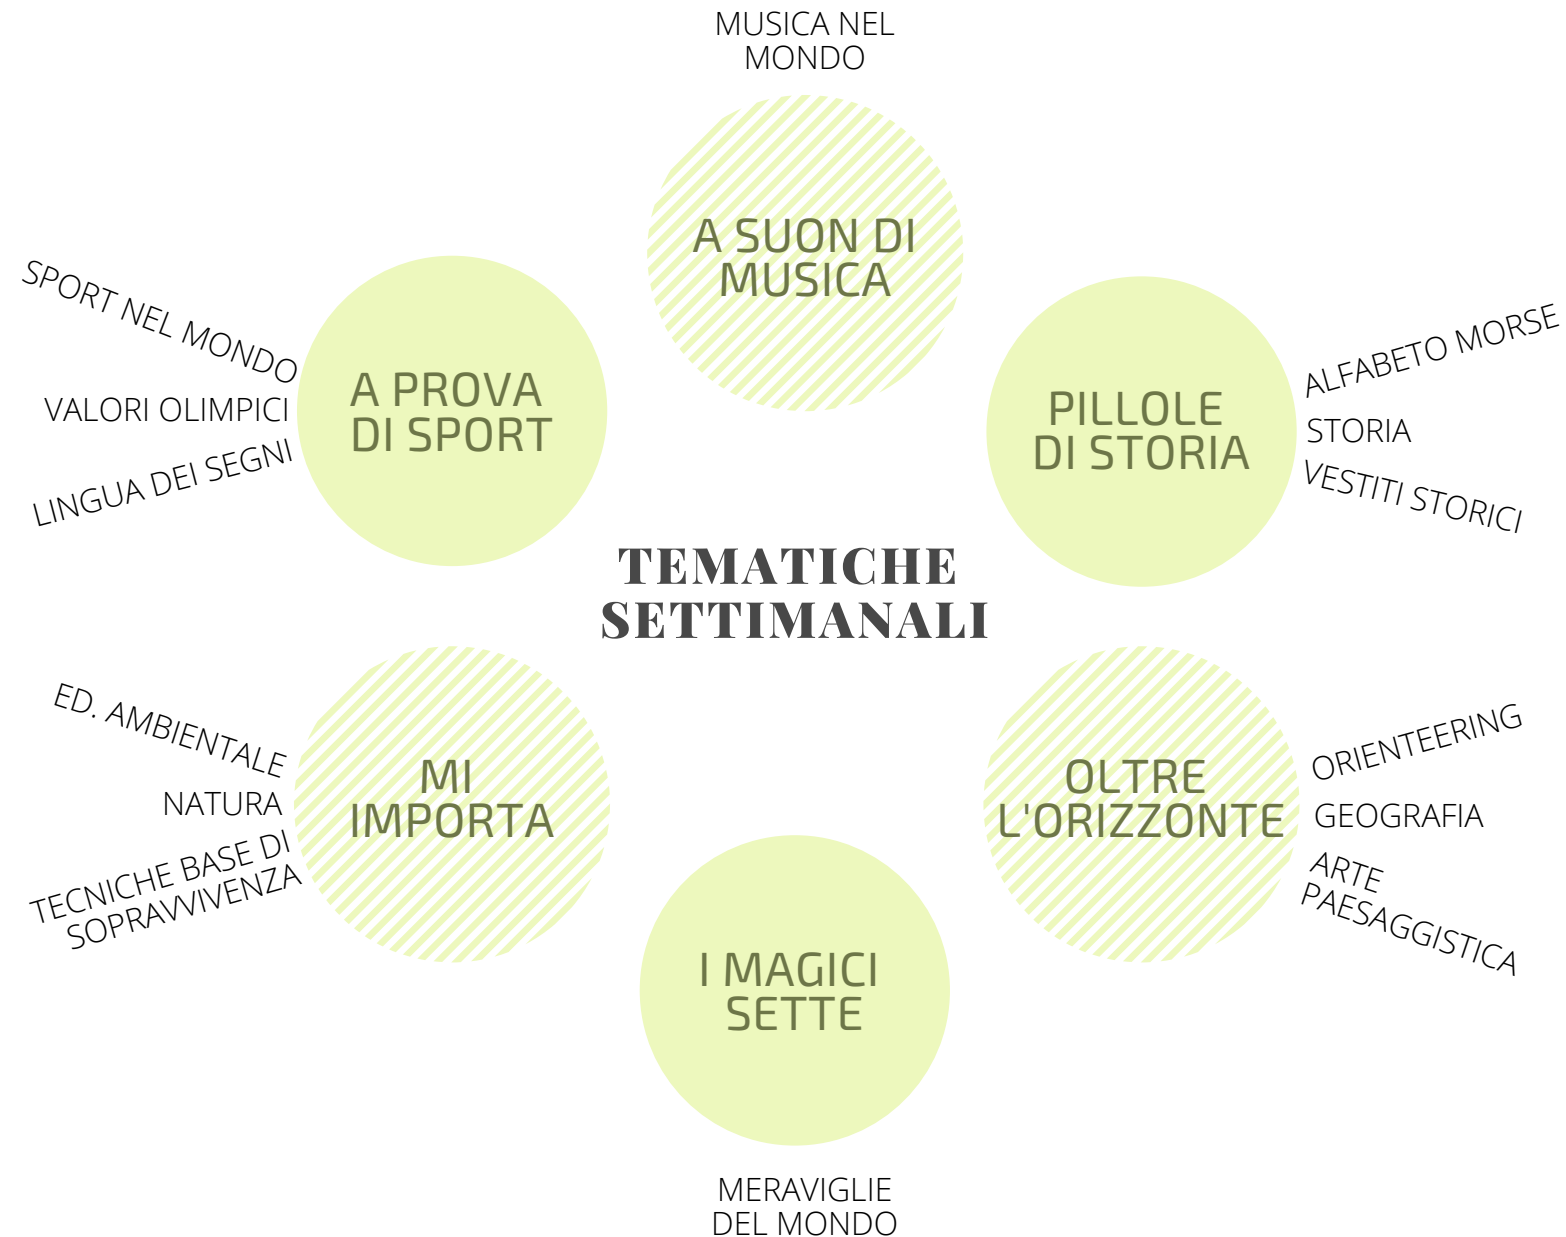 MUSICA NEL
MONDO
A SUON DI
MUSICA
SPORT NEL MONDO
VALORI OLIMPICI
LINGUA DEI SEGNI
A PROVA
DI SPORT
PILLOLE
DI STORIA
ALFABETO MORSE
STORIA
VESTITI STORICI
TEMATICHE
SETTIMANALI
ED. AMBIENTALE
NATURA
TECNICHE BASE DI
SOPRAVVIVENZA
MI
IMPORTA
OLTRE
L'ORIZZONTE
ORIENTEERING
GEOGRAFIA
ARTE
PAESAGGISTICA
I MAGICI
SETTE
MERAVIGLIE
DEL MONDO